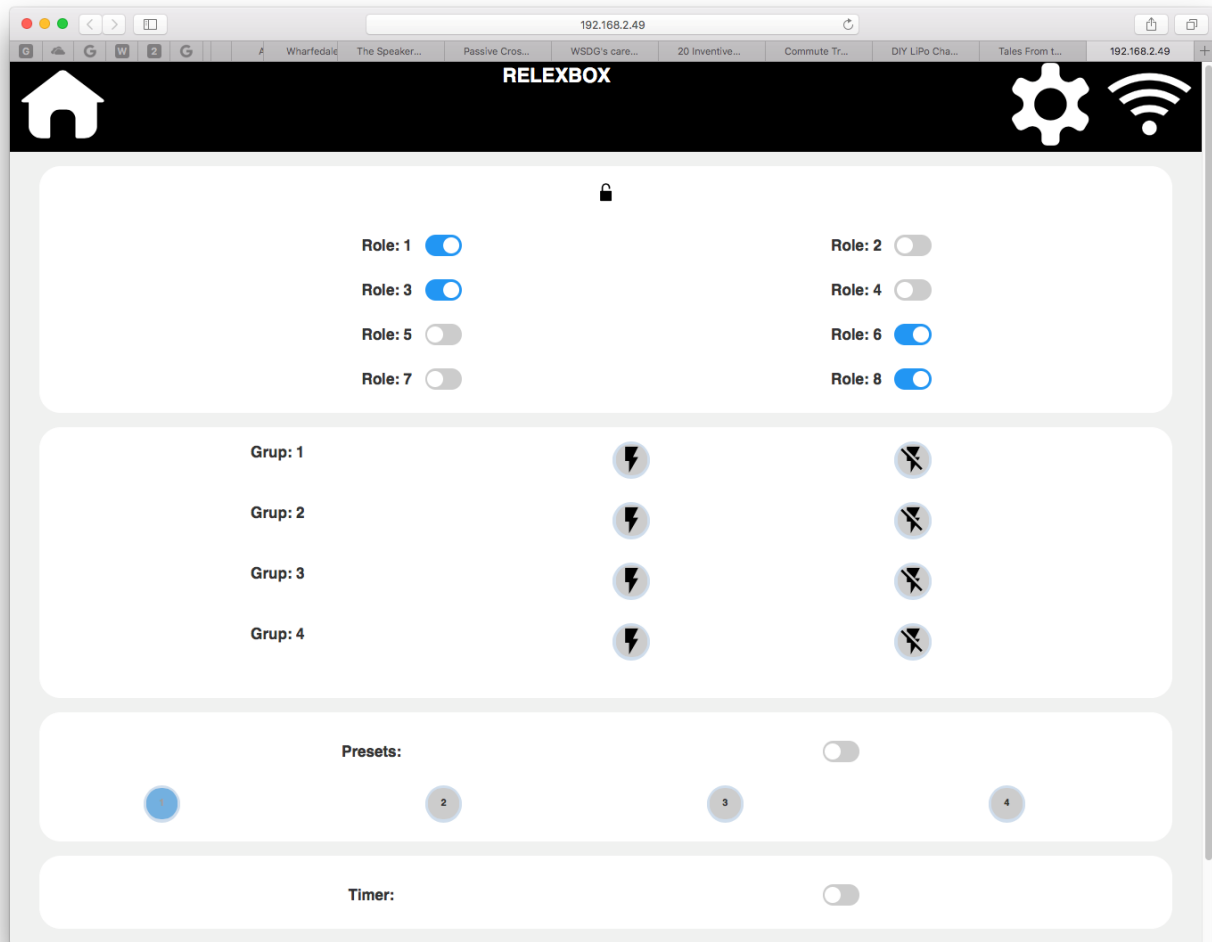 192.168.2.49
G G W 2 G Wharfedale The Speaker... Passive Cros... WSDG's care... 20 Inventive... Commute Tr... DIY LiPo Cha... Tales From t... 192.168.2.49
RELEXBOX
Role: 1 Role: 2
Role: 3 Role: 4
Role: 5 Role: 6
Role: 7 Role: 8
Grup: 1
Grup: 2
Grup: 3
Grup: 4
Presets:
2 3 4
Timer: